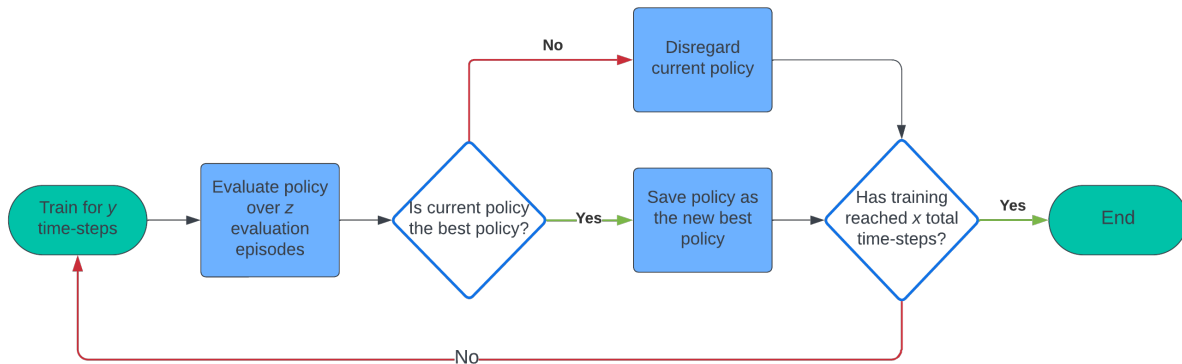 Train for y
time-steps
Evaluate policy
over z
evaluation
episodes
Is current policy
the best policy?
No
Disregard
current policy
Yes
Save policy as
the new best
policy
Has training
reached x total
time-steps?
Yes
End
No